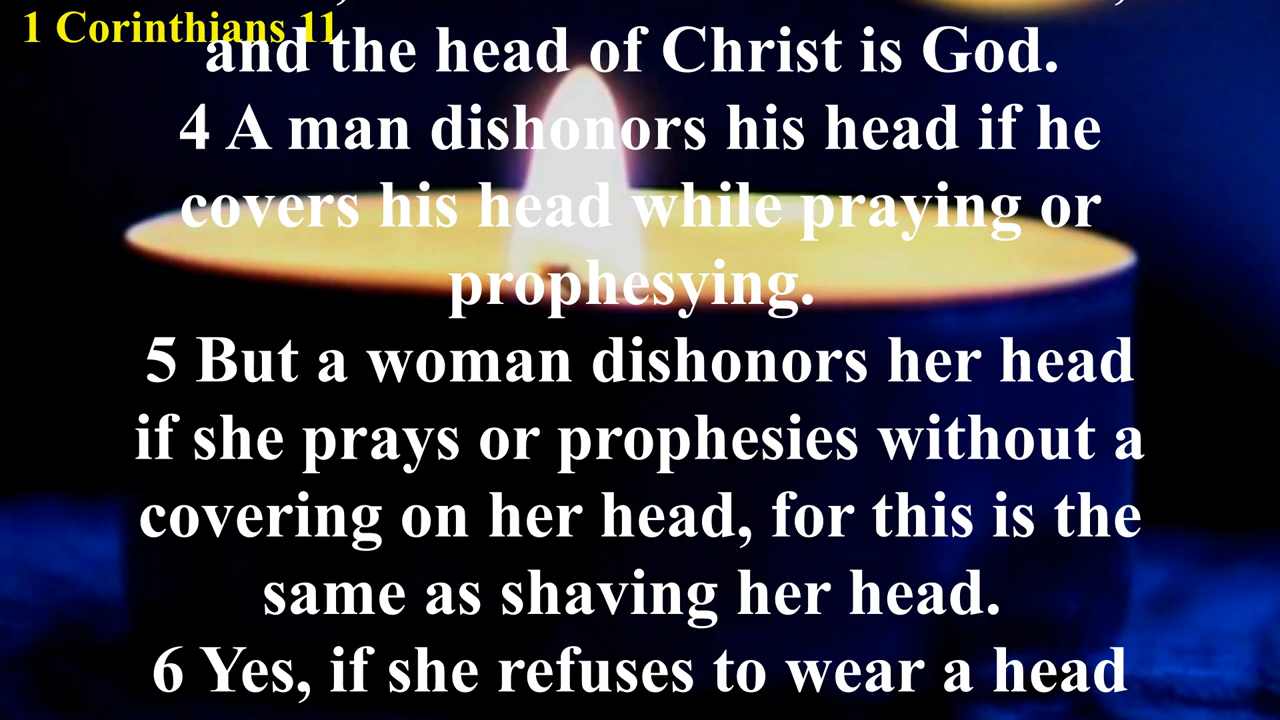 1 Corinthians 11
and the head of Christ is God.
4 A man dishonors his head if he
covers his head while praying or
prophesying.
5 But a woman dishonors her head
if she prays or prophesies without a
covering on her head, for this is the
same as shaving her head.
6 Yes, if she refuses to wear a head